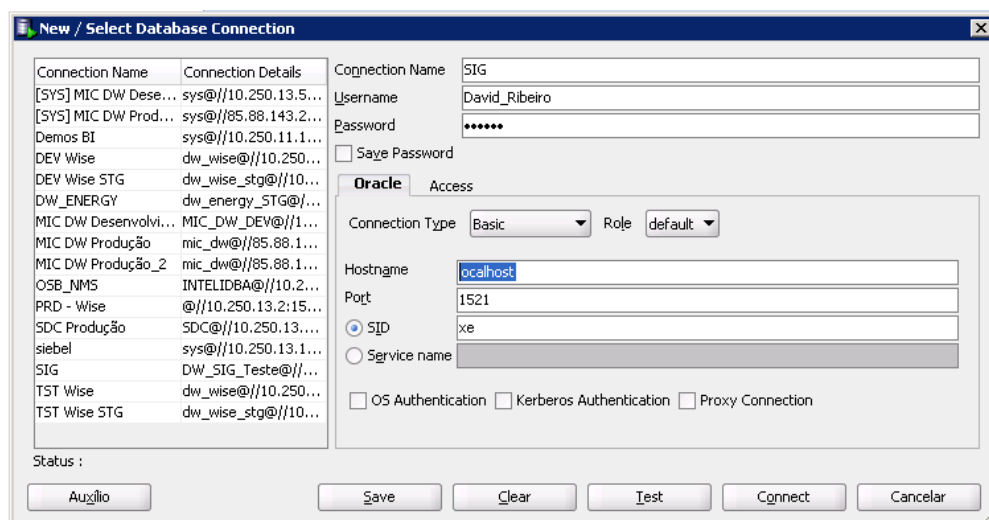 New / Select Database Connection
Connection Name Connection Details
[SYS] MIC DW Dese... sys@//10.250.13.5...
[SYS] MIC DW Prod... sys@//85.88.143.2...
Demos BI sys@//10.250.11.1...
DEV Wise dw_wise@//10.250...
DEV Wise STG dw_wise_stg@//10...
DW_ENERGY dw_energy_STG@/...
MIC DW Desenvolvi... MIC_DW_DEV@//1...
MIC DW Produção mic_dw@//85.88.1...
MIC DW Produção_2 mic_dw@//85.88.1...
OSB_NMS INTELIDBA@//10.2...
PRD - Wise @//10.250.13.2:15...
SDC Produção SDC@//10.250.13....
siebel sys@//10.250.13.1...
SIG DW_SIG_Teste@//...
TST Wise dw_wise@//10.250...
TST Wise STG dw_wise_stg@//10...
Connection Name SIG
Username David_Ribeiro
Password ••••••
Save Password
Oracle Access
Connection Type Basic Role default
Hostname ocalhost
Port 1521
SID xe
Service name
OS Authentication Kerberos Authentication Proxy Connection
Status :
Auxílio Save Clear Test Connect Cancelar